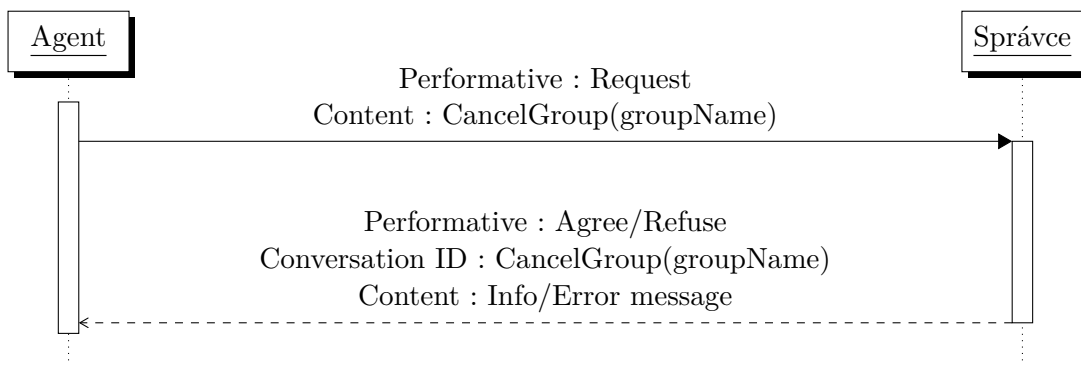 Agent
Správce
Performative : Request
Content : CancelGroup(groupName)
Performative : Agree/Refuse
Conversation ID : CancelGroup(groupName)
Content : Info/Error message